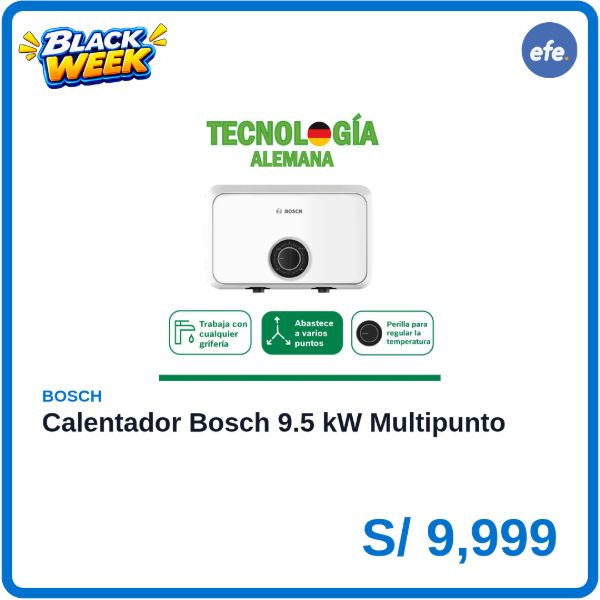 BLACK
WEEK
efe.
TECNOLOGÍA
ALEMANA
BOSCH
Trabaja con
cualquier
grifería
Abastece
a varios
puntos
Perilla para
regular la
temperatura
BOSCH
Calentador Bosch 9.5 kW Multipunto
S/ 9,999